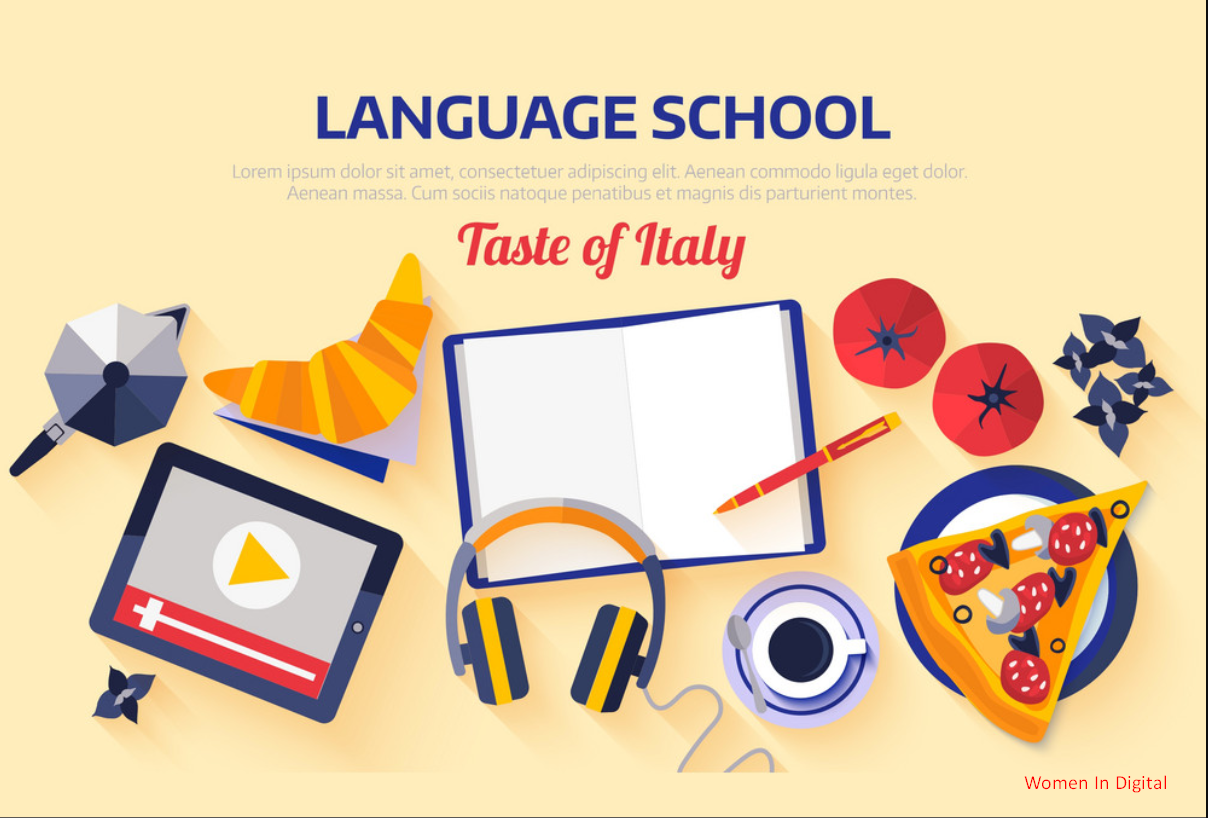 LANGUAGE SCHOOL
Lorem ipsum dolor sit amet, consectetuer adipiscing elit. Aenean commodo ligula eget dolor.
Aenean massa. Cum sociis natoque penatibus et magnis dis parturient montes.
Taste of Italy
Women In Digital